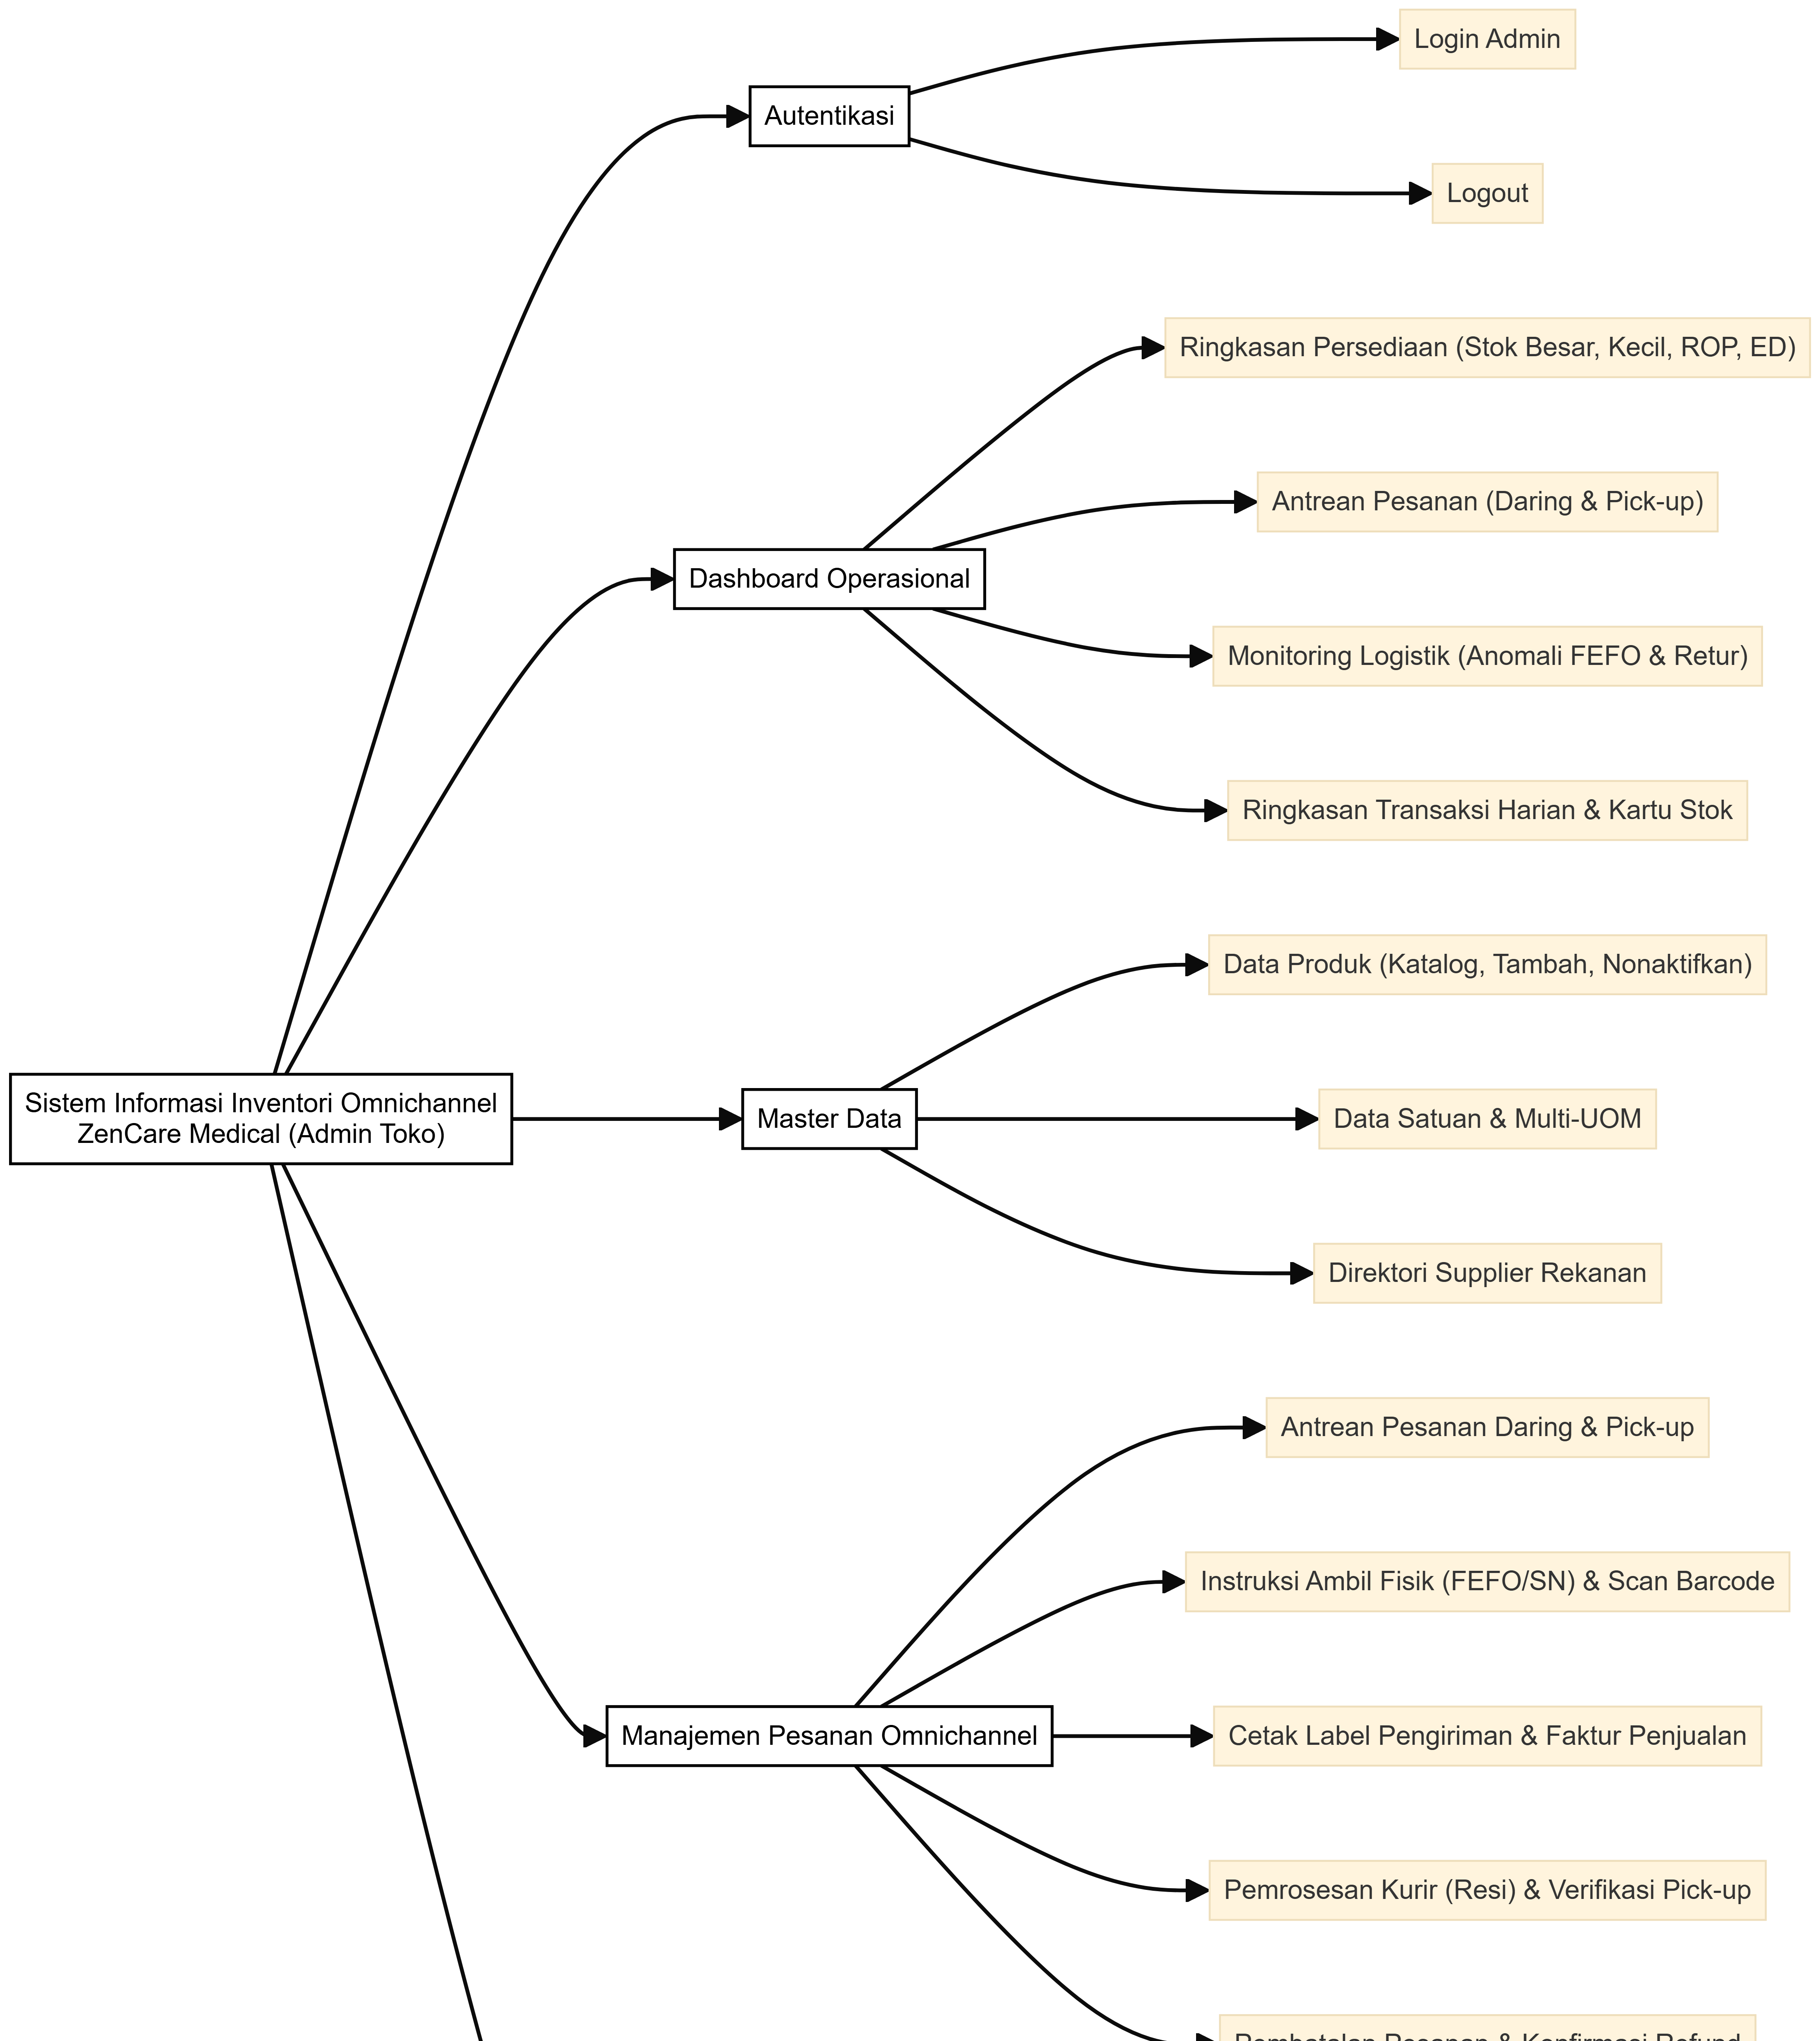 Login Admin
Autentikasi
Logout
Ringkasan Persediaan (Stok Besar, Kecil, ROP, ED)
Antrean Pesanan (Daring & Pick-up)
Dashboard Operasional
Monitoring Logistik (Anomali FEFO & Retur)
Ringkasan Transaksi Harian & Kartu Stok
Data Produk (Katalog, Tambah, Nonaktifkan)
Sistem Informasi Inventori Omnichannel
ZenCare Medical (Admin Toko)
Master Data
Data Satuan & Multi-UOM
Direktori Supplier Rekanan
Antrean Pesanan Daring & Pick-up
Instruksi Ambil Fisik (FEFO/SN) & Scan Barcode
Manajemen Pesanan Omnichannel
Cetak Label Pengiriman & Faktur Penjualan
Pemrosesan Kurir (Resi) & Verifikasi Pick-up
Pembatalan Pesanan & Konfirmasi Refund